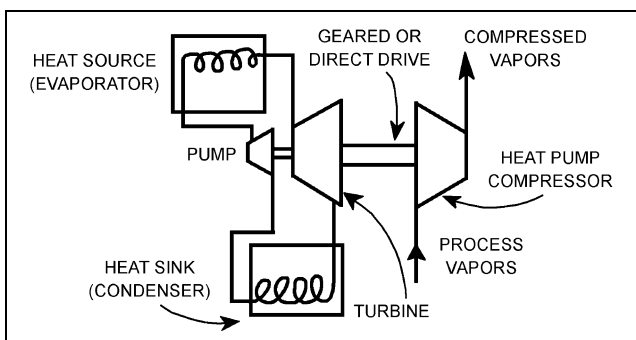 HEAT SOURCE
(EVAPORATOR)
GEARED OR
DIRECT DRIVE
COMPRESSED
VAPORS
PUMP
HEAT PUMP
COMPRESSOR
PROCESS
VAPORS
HEAT SINK
(CONDENSER)
TURBINE